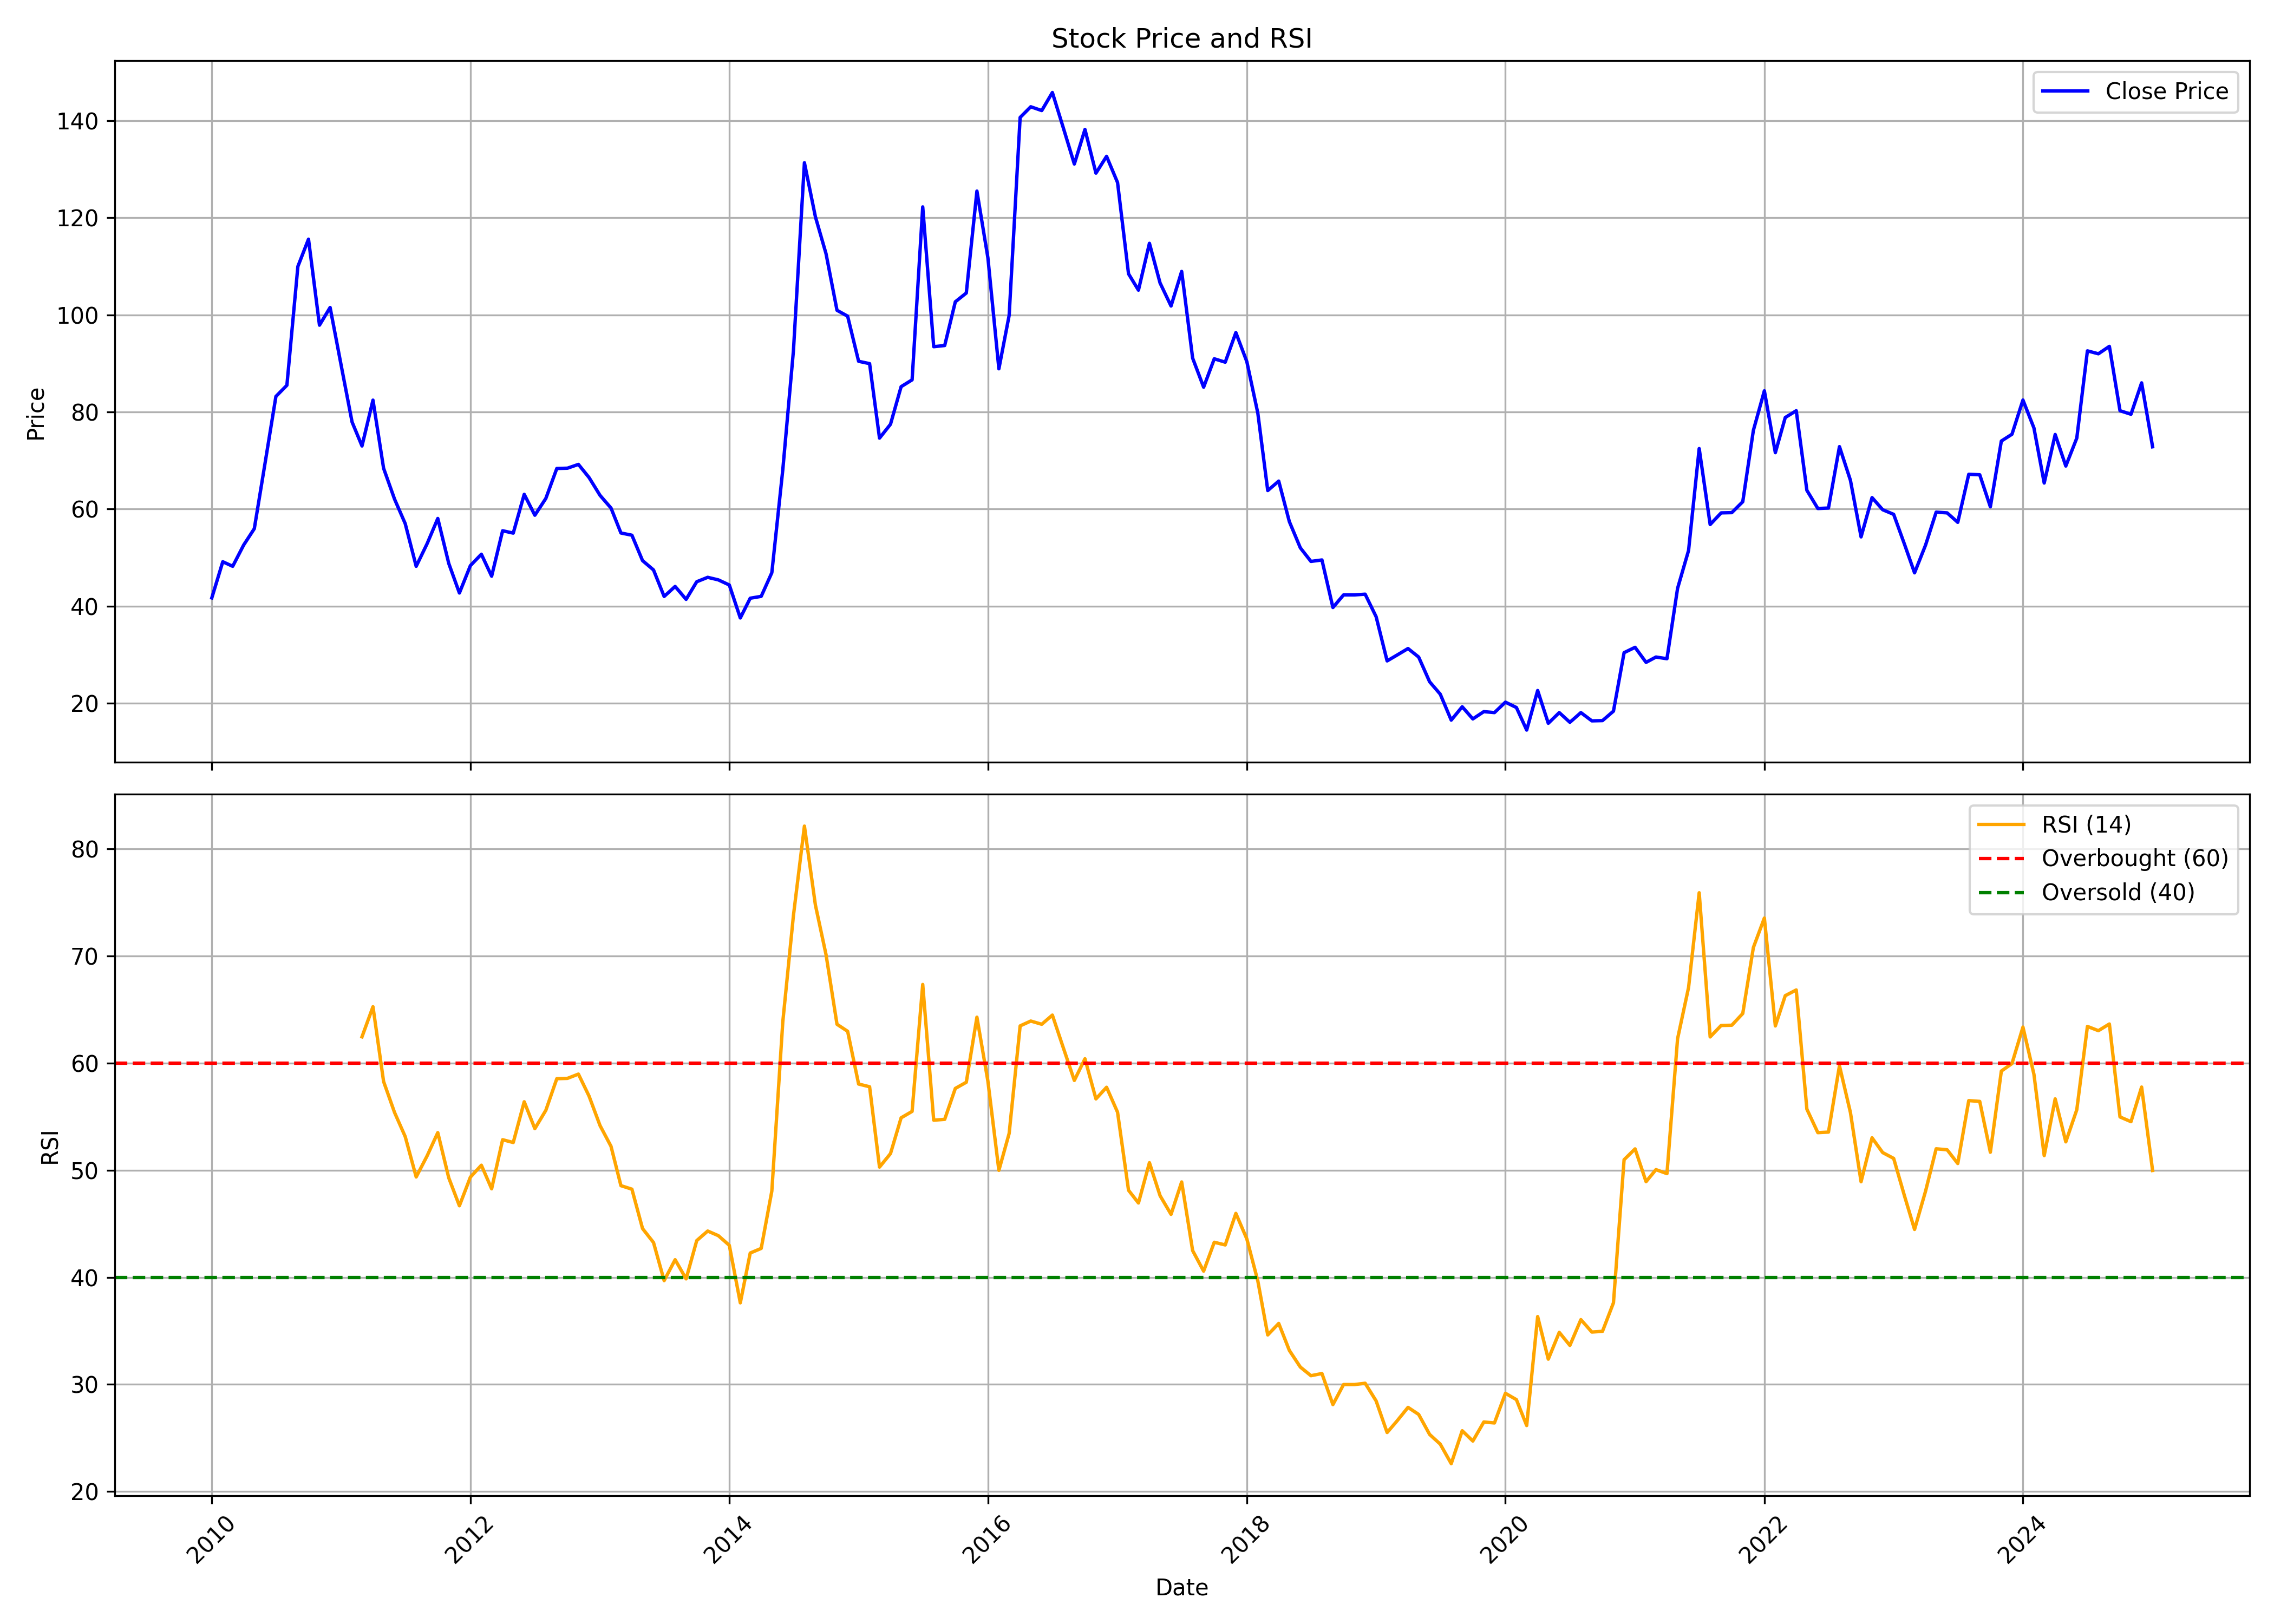 Stock Price and RSI
Close Price
Price
140
120
100
80
60
40
20
RSI (14)
Overbought (60)
Oversold (40)
RSI
80
70
60
50
40
30
20
2010
2012
2014
2016
2018
2020
2022
2024
Date